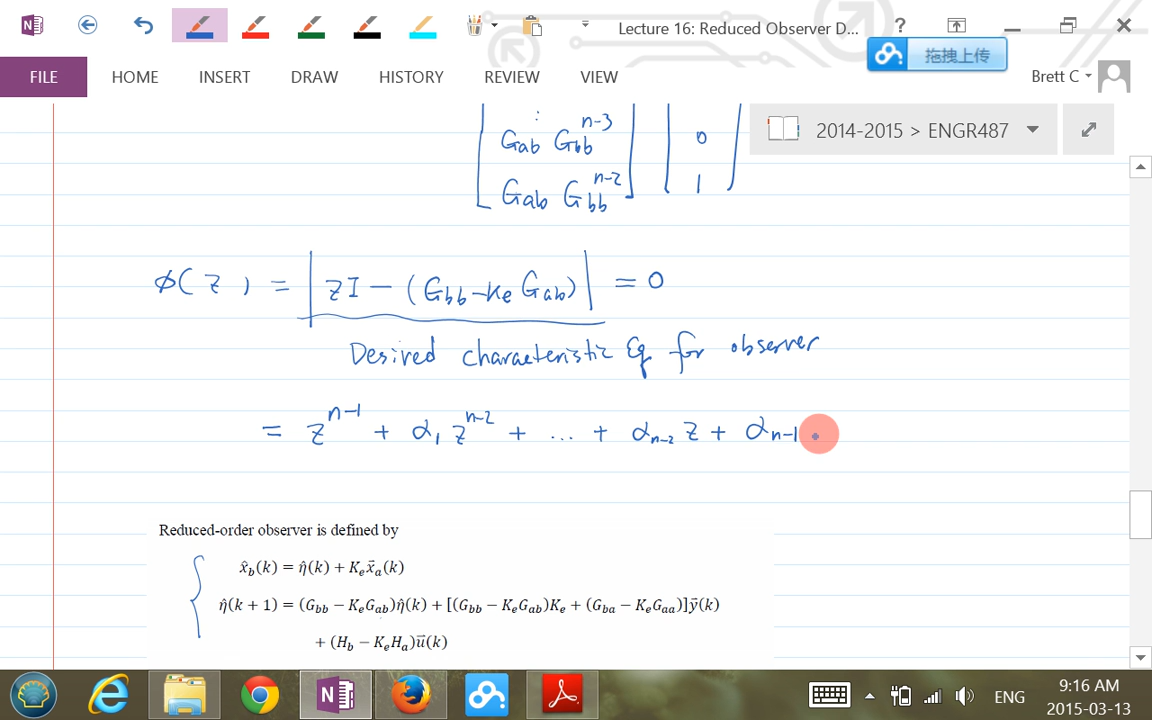 Lecture 16: Reduced Observer D...
?
拖拽上传
FILE HOME INSERT DRAW HISTORY REVIEW VIEW
Brett C
2014-2015 > ENGR487
⋮
Gab Gbb^n-3 0
Gab Gbb^n-2 1
ϕ(z) = |zI - (Gbb-Ke Gab)| = 0
Desired characteristic Eq for observer
= z^n-1 + α1 z^n-2 + ... + αn-2 z + αn-1
Reduced-order observer is defined by
x̂b(k) = η̂(k) + Ke x⃗a(k)
η̂(k + 1) = (Gbb − KeGab)η̂(k) + [(Gbb − KeGab)Ke + (Gba − KeGaa)]y⃗(k)
+ (Hb − KeHa)u⃗(k)
ENG
9:16 AM
2015-03-13